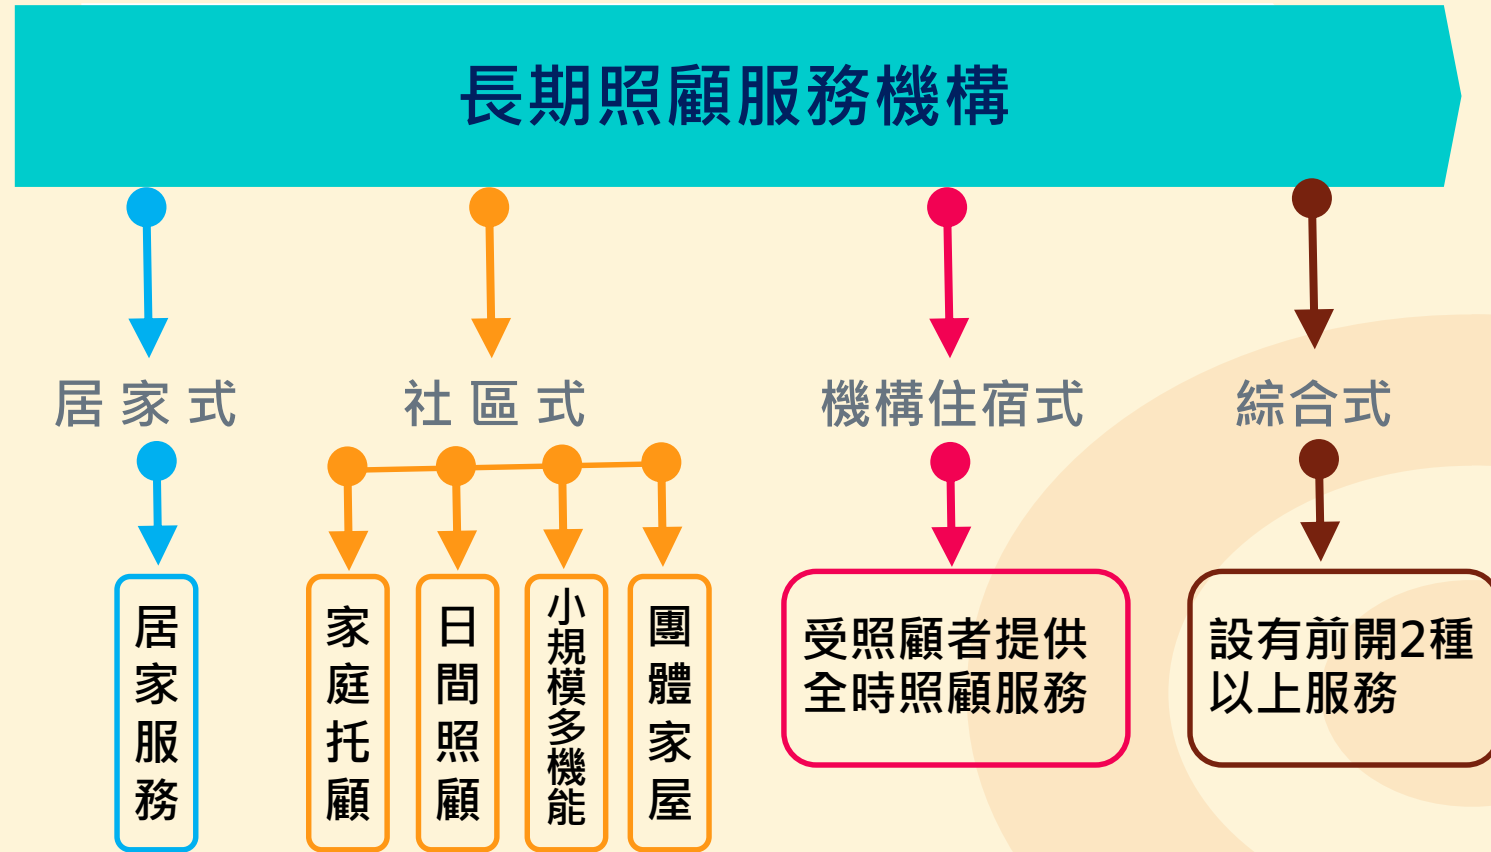 長期照顧服務機構
居家式
社區式
機構住宿式
綜合式
居家服務
家庭托顧
日間照顧
小規模多機能
團體家屋
受照顧者提供
全時照顧服務
設有前開2種
以上服務